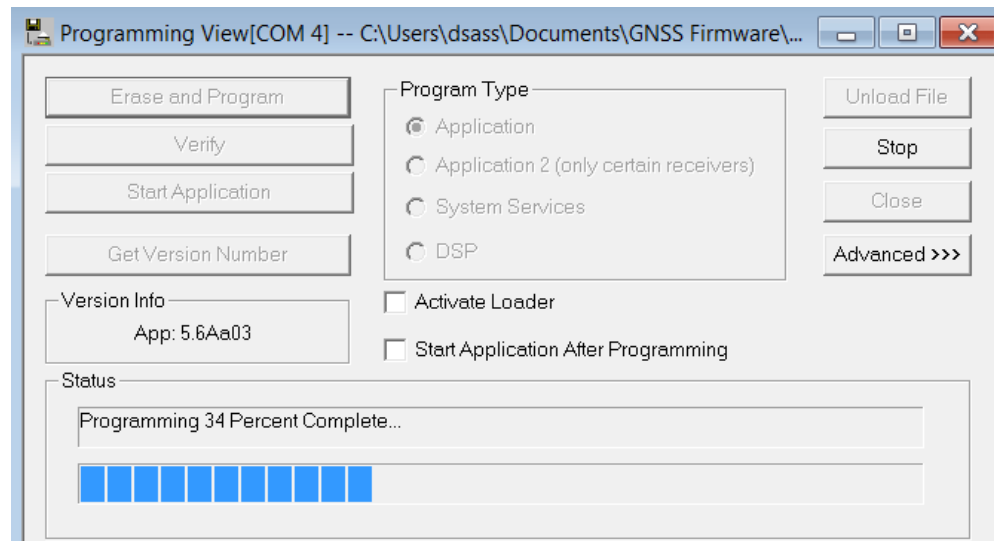 Programming View[COM 4] -- C:\Users\dsass\Documents\GNSS Firmware\...
Erase and Program
Verify
Start Application
Get Version Number
Program Type
Application
Application 2 (only certain receivers)
System Services
DSP
Unload File
Stop
Close
Advanced >>>
Version Info
App: 5.6Aa03
Activate Loader
Start Application After Programming
Status
Programming 34 Percent Complete...